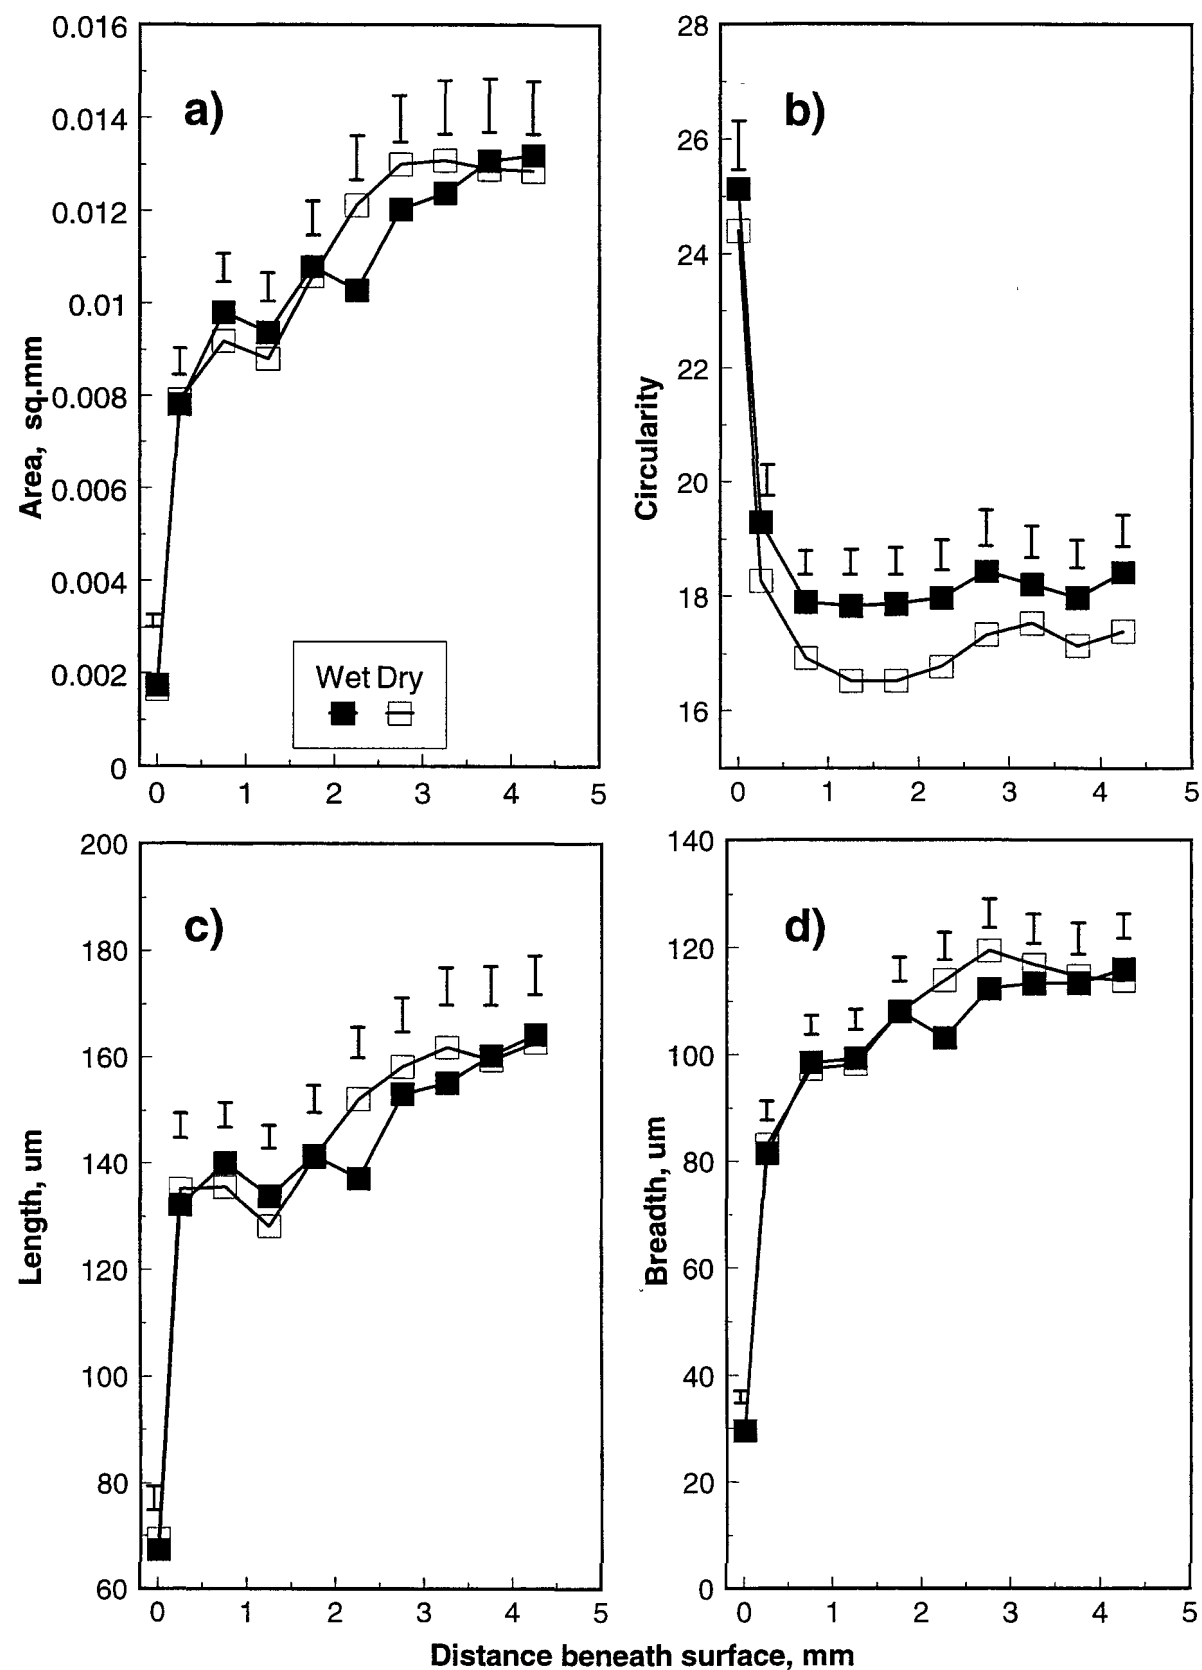 a)
0.016
0.014
0.012
0.01
0.008
0.006
0.004
0.002
0
Area, sq.mm
Wet Dry
0 1 2 3 4 5
b)
28
26
24
22
20
18
16
Circularity
0 1 2 3 4 5
c)
200
180
160
140
120
100
80
60
Length, um
0 1 2 3 4 5
d)
140
120
100
80
60
40
20
0
Breadth, um
0 1 2 3 4 5
Distance beneath surface, mm